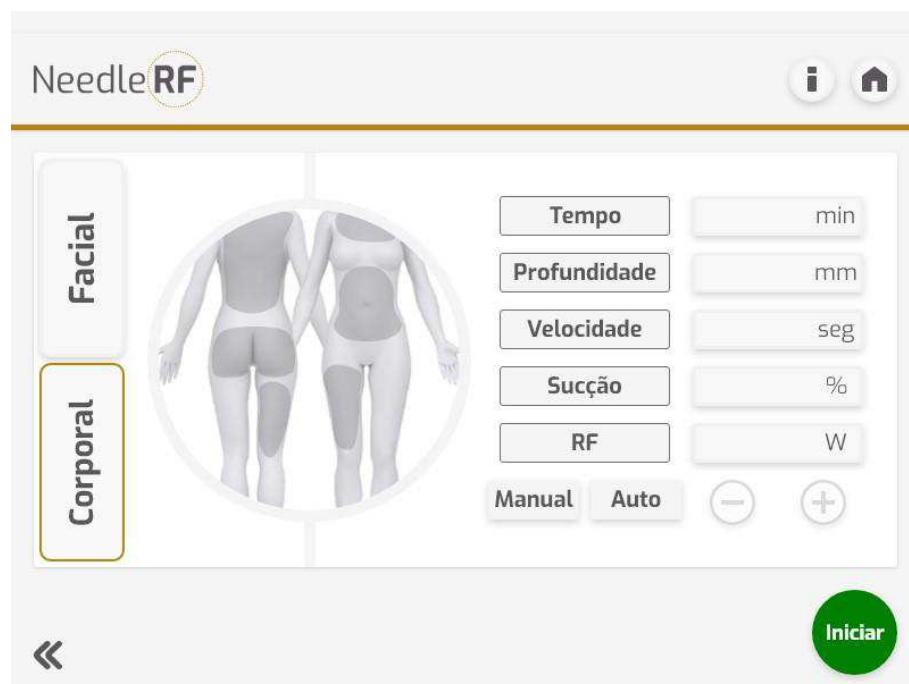 NeedleRF
Facial
Corporal
Tempo min
Profundidade mm
Velocidade seg
Sucção %
RF W
Manual Auto
Iniciar